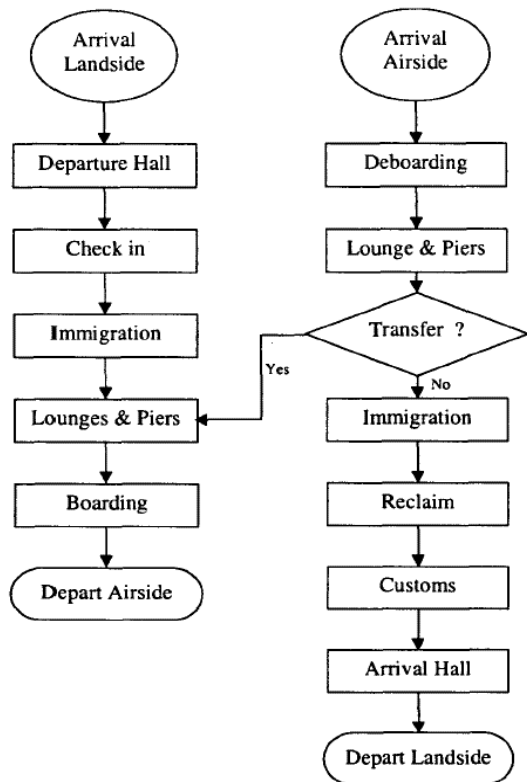 Arrival
Landside
Departure Hall
Check in
Immigration
Lounges & Piers
Boarding
Depart Airside
Arrival
Airside
Deboarding
Lounge & Piers
Transfer ?
Yes
No
Immigration
Reclaim
Customs
Arrival Hall
Depart Landside